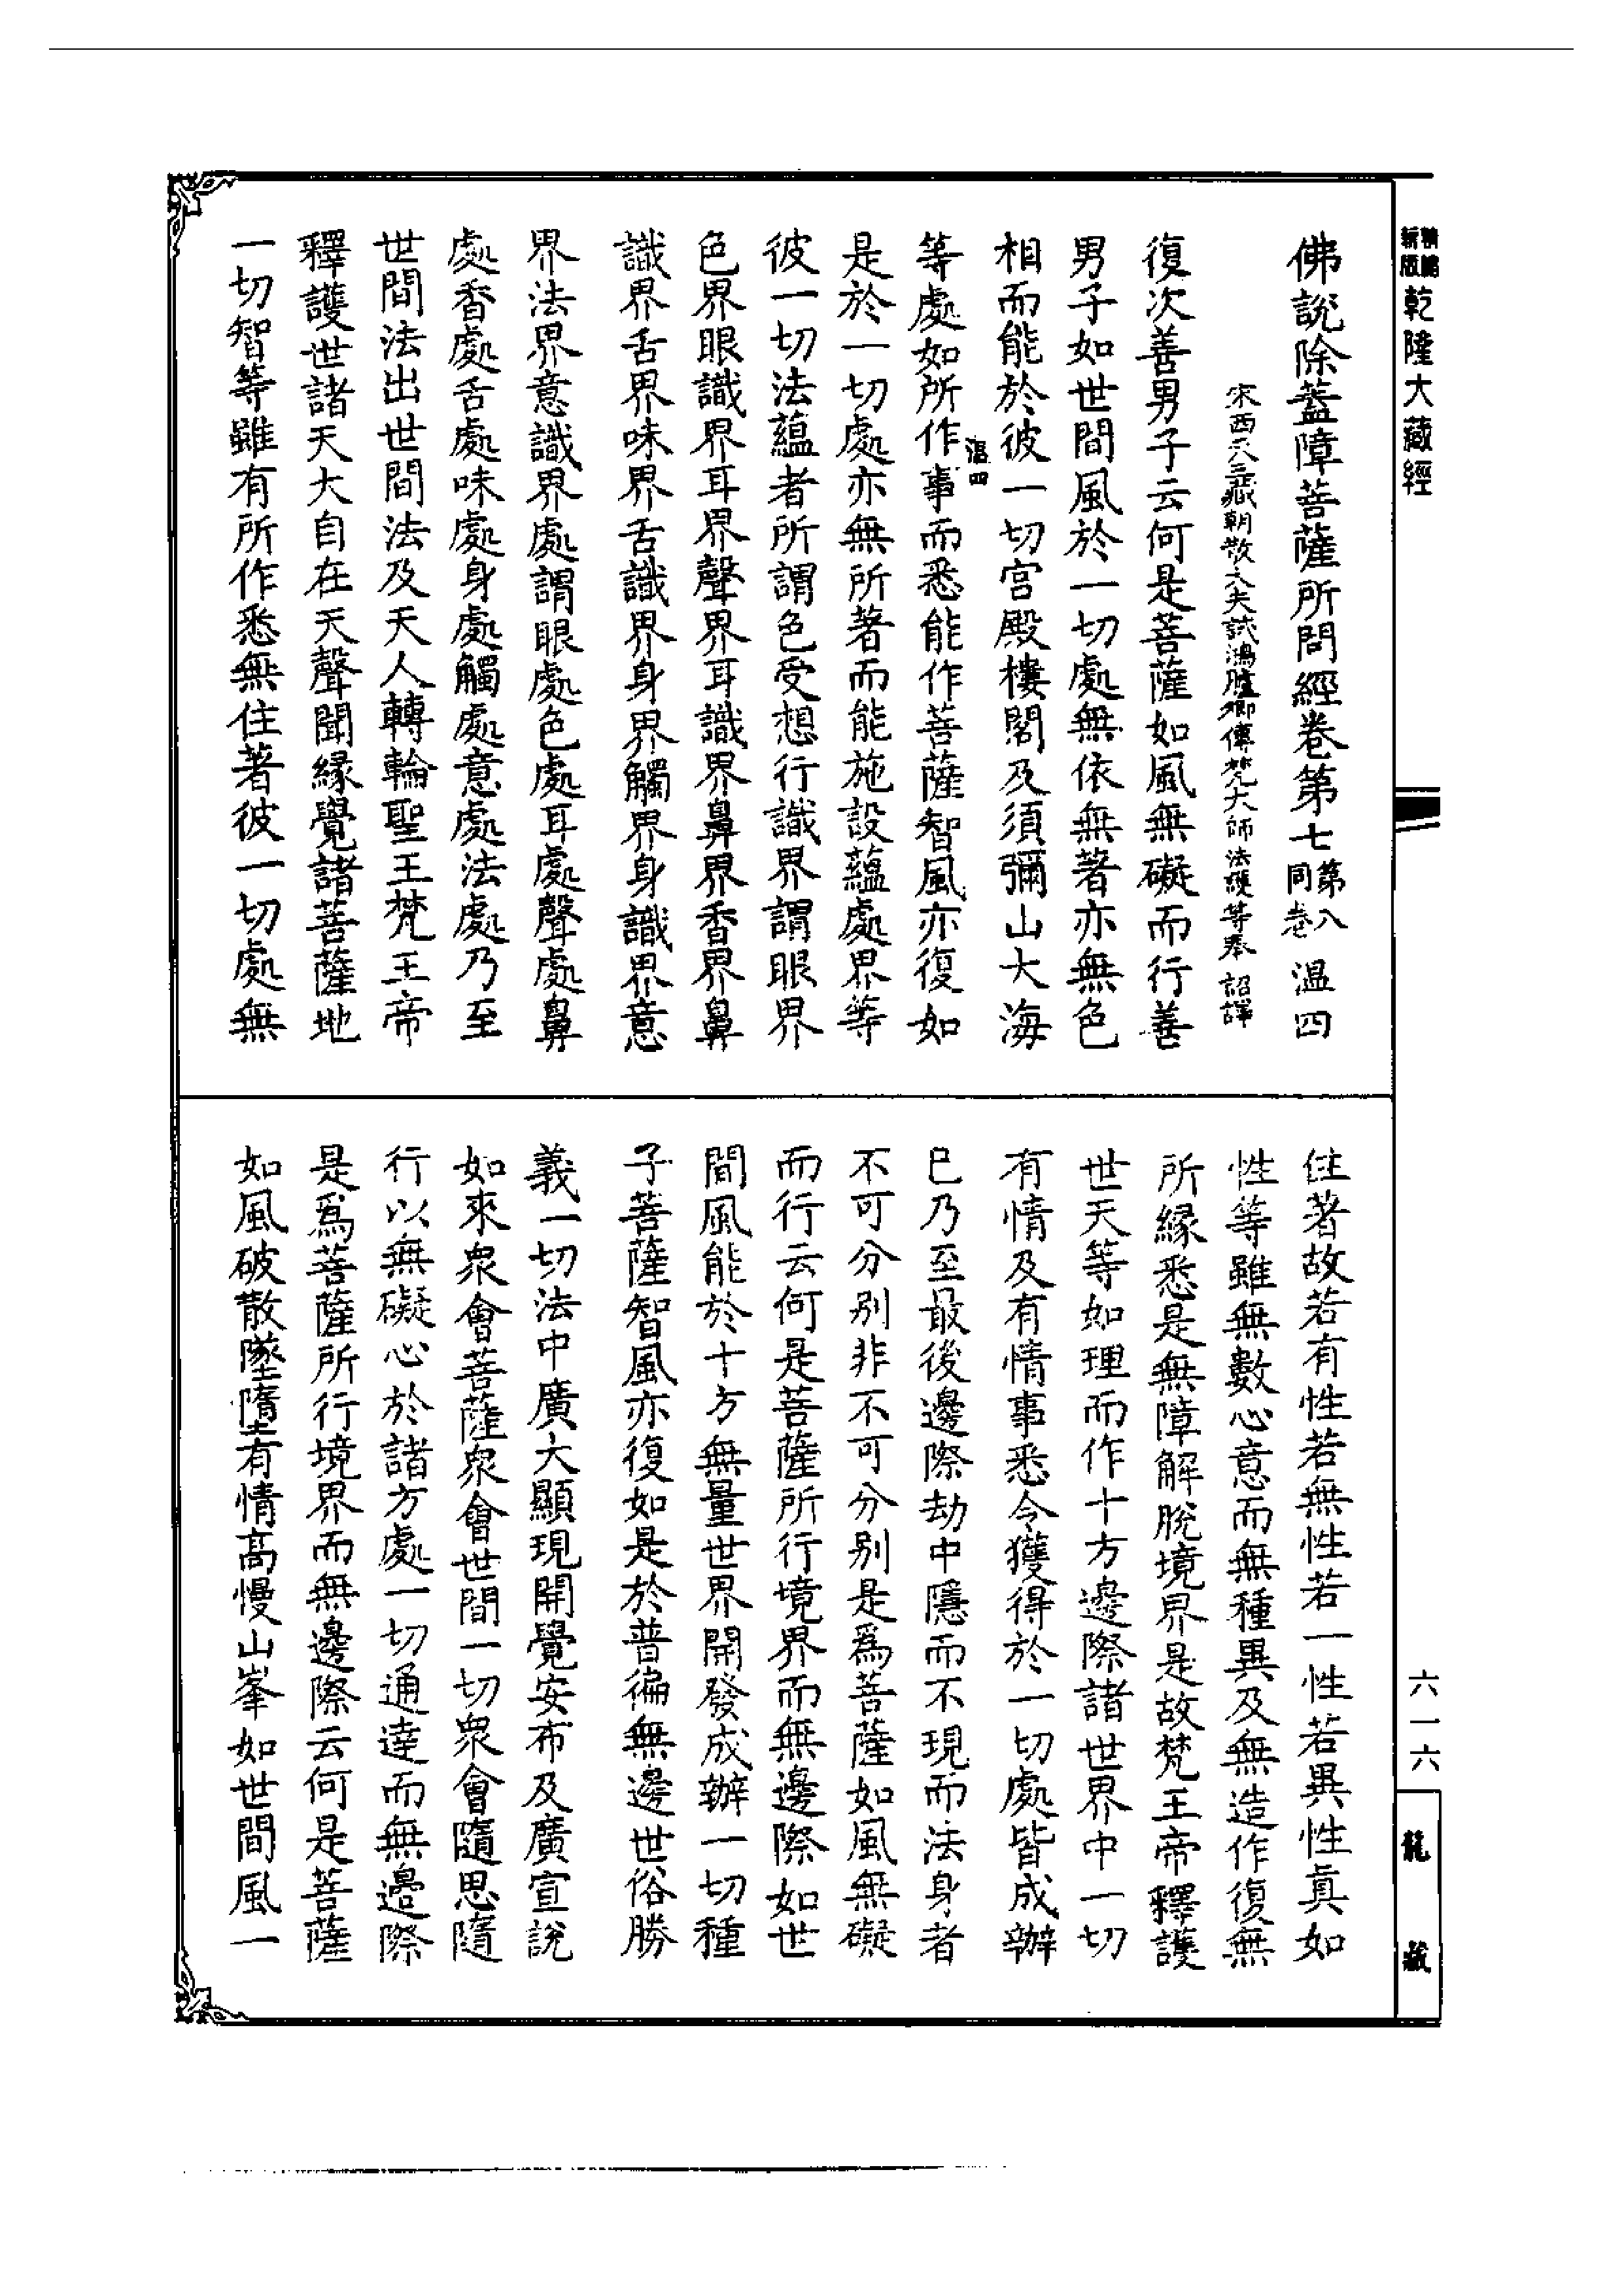 精縮新版乾隆大藏經
佛說除蓋障菩薩所問經卷第七第八同卷 溫四
宋西天三藏朝散大夫試鴻臚卿傳梵大師法護等奉 詔譯
復次善男子云何是菩薩如風無礙而行善
男子如世間風於一切處無依無著亦無色
相而能於彼一切宮殿樓閣及須彌山大海
溫四
等處如所作事而悉能作菩薩智風亦復如
是於一切處亦無所著而能施設蘊處界等
彼一切法蘊者所謂色受想行識界謂眼界
色界眼識界耳界聲界耳識界鼻界香界鼻
識界舌界味界舌識界身界觸界身識界意
界法界意識界處謂眼處色處耳處聲處鼻
處香處舌處味處身處觸處意處法處乃至
世間法出世間法及天人轉輪聖王梵王帝
釋護世諸天大自在天聲聞緣覺諸菩薩地
一切智等雖有所作悉無住著彼一切處無
住著故若有性若無性若一性若異性真如
性等雖無數心意而無種異及無造作復無
所緣悉是無障解脫境界是故梵王帝釋護
世天等如理而作十方邊際諸世界中一切
有情及有情事悉令獲得於一切處皆成辦
已乃至最後邊際劫中隱而不現而法身者
不可分別非不可分別是為菩薩如風無礙
而行云何是菩薩所行境界而無邊際如世
間風能於十方無量世界開發成辦一切種
子菩薩智風亦復如是於普徧無邊世俗勝
義一切法中廣大顯現開覺安布及廣宣說
如來眾會菩薩眾會世間一切眾會隨思隨
行以無礙心於諸方處一切通達而無邊際
是為菩薩所行境界而無邊際云何是菩薩
如風破散墜墮有情高慢山峯如世間風一
六一六
龍藏